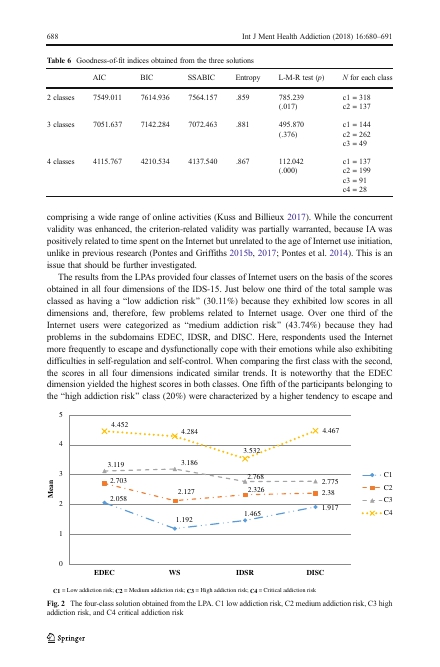 688
Int J Ment Health Addiction (2018) 16:680–691
Table 6 Goodness-of-fit indices obtained from the three solutions
AIC BIC SSABIC Entropy L-M-R test (p) N for each class
2 classes 7549.011 7614.936 7564.157 .859 785.239 c1 = 318
(.017) c2 = 137
3 classes 7051.637 7142.284 7072.463 .881 495.870 c1 = 144
(.376) c2 = 262
c3 = 49
4 classes 4115.767 4210.534 4137.540 .867 112.042 c1 = 137
(.000) c2 = 199
c3 = 91
c4 = 28
comprising a wide range of online activities (Kuss and Billieux 2017). While the concurrent
validity was enhanced, the criterion-related validity was partially warranted, because IA was
positively related to time spent on the Internet but unrelated to the age of Internet use initiation,
unlike in previous research (Pontes and Griffiths 2015b, 2017; Pontes et al. 2014). This is an
issue that should be further investigated.
The results from the LPAs provided four classes of Internet users on the basis of the scores
obtained in all four dimensions of the IDS-15. Just below one third of the total sample was
classed as having a “low addiction risk” (30.11%) because they exhibited low scores in all
dimensions and, therefore, few problems related to Internet usage. Over one third of the
Internet users were categorized as “medium addiction risk” (43.74%) because they had
problems in the subdomains EDEC, IDSR, and DISC. Here, respondents used the Internet
more frequently to escape and dysfunctionally cope with their emotions while also exhibiting
difficulties in self-regulation and self-control. When comparing the first class with the second,
the scores in all four dimensions indicated similar trends. It is noteworthy that the EDEC
dimension yielded the highest scores in both classes. One fifth of the participants belonging to
the “high addiction risk” class (20%) were characterized by a higher tendency to escape and
5
4.452 4.284 4.467
4
3.532
3.119 3.186
3
2.768 2.775
2.703
2.326 2.38
2.127
2.058
2
1.917
1.465
1.192
1
0
Mean
EDEC WS IDSR DISC
C1
C2
C3
C4
C1 = Low addiction risk, C2 = Medium addiction risk, C3 = High addiction risk, C4 = Critical addiction risk
Fig. 2 The four-class solution obtained from the LPA. C1 low addiction risk, C2 medium addiction risk, C3 high
addiction risk, and C4 critical addiction risk
Springer